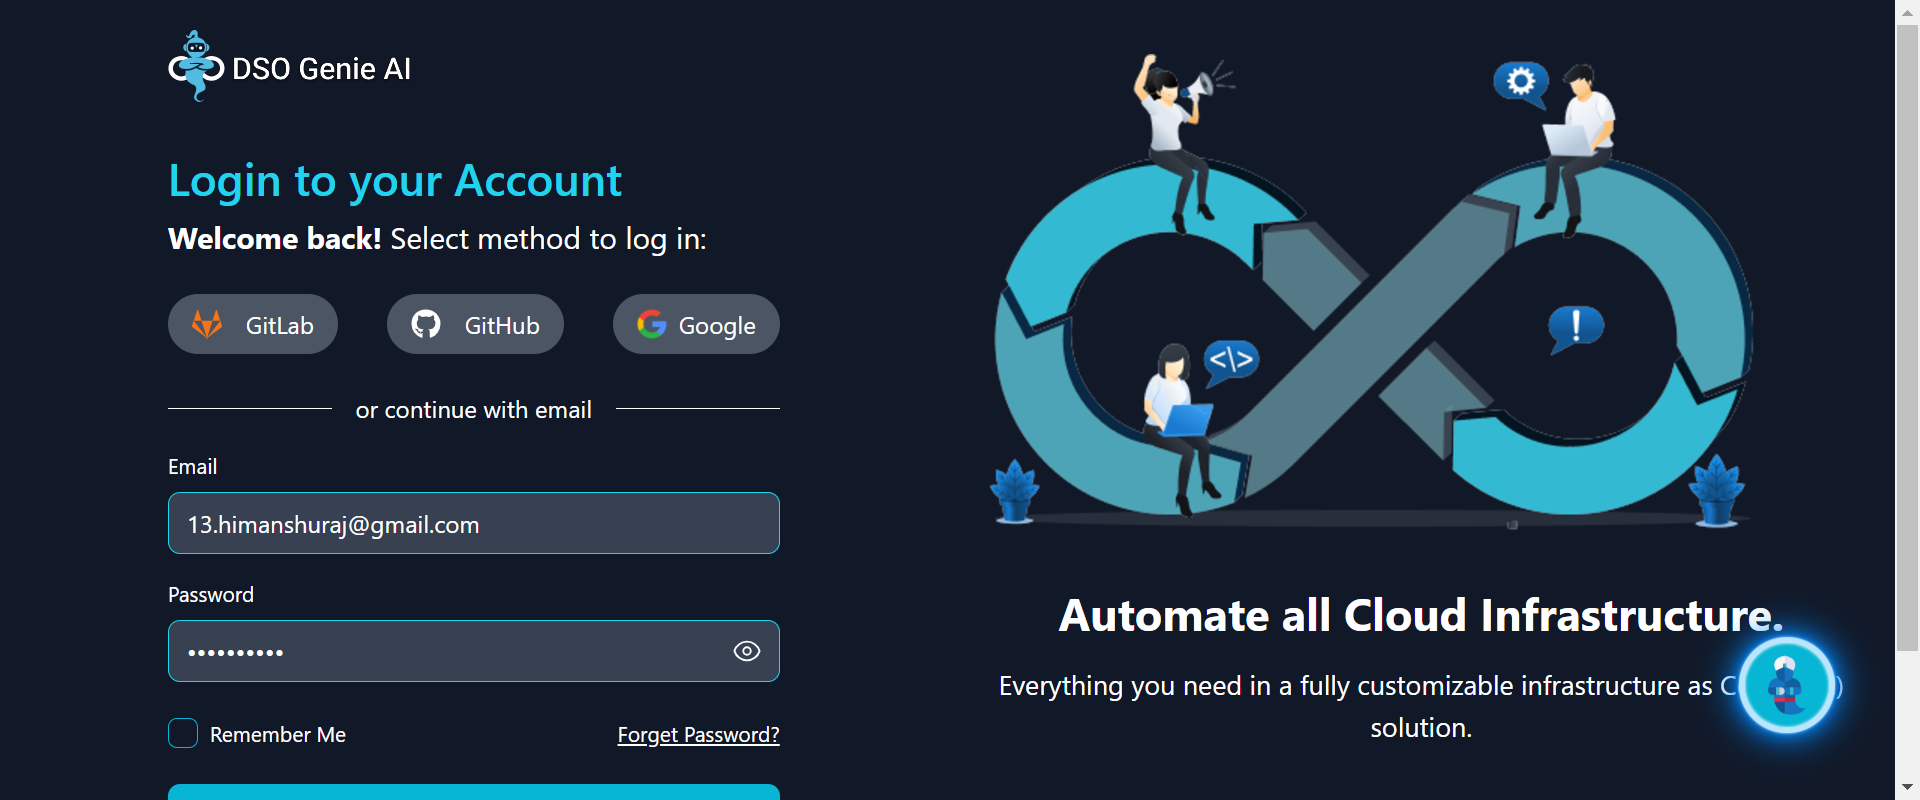 DSO Genie AI
Login to your Account
Welcome back! Select method to log in:
GitLab
GitHub
Google
or continue with email
Email
13.himanshuraj@gmail.com
Password
••••••••••
Remember Me
Forget Password?
</>
!
Automate all Cloud Infrastructure.
Everything you need in a fully customizable infrastructure as
solution.